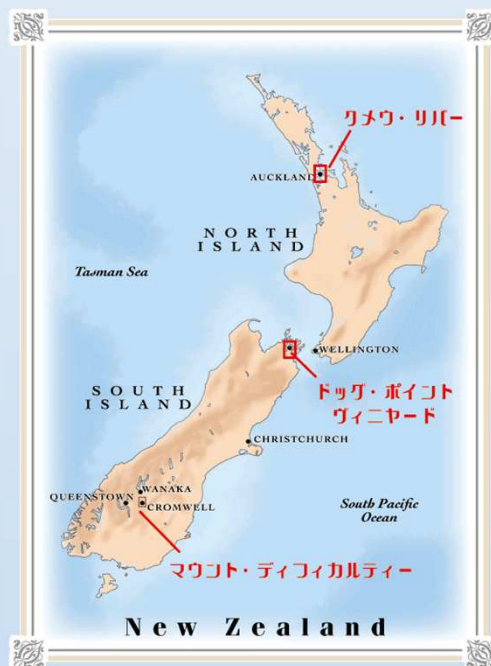 クメウ・リバー
AUCKLAND
NORTH
ISLAND
Tasman Sea
WELLINGTON
ドッグ・ポイント
ヴィニヤード
SOUTH
ISLAND
CHRISTCHURCH
WANAKA
QUEENSTOWN
CROMWELL
South Pacific
Ocean
マウント・ディフィカルティー
New Zealand